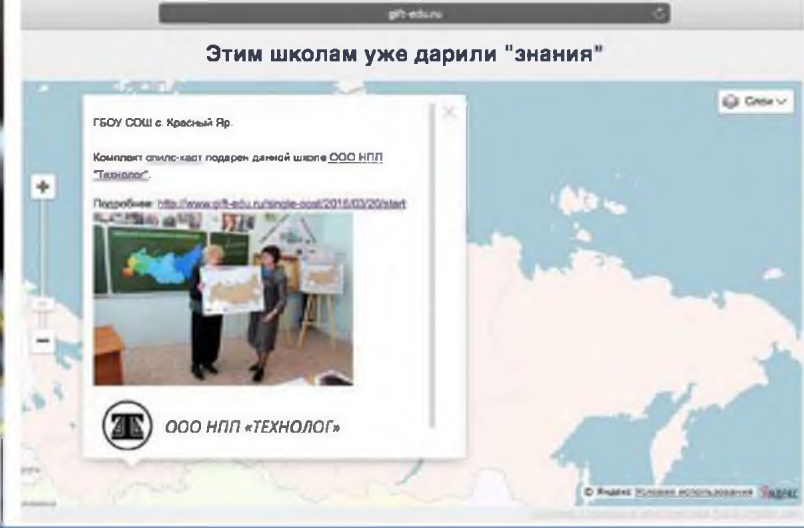 gift-edu.ru
Этим школам уже дарили "знания"
Слои
ГБОУ СОШ с. Красный Яр.
Комплект спилс-карт подарен данной школе ООО НПП
"Технолог".
Подробнее: http://www.gift-edu.ru/single-post/2016/03/20/start
ООО НПП «ТЕХНОЛОГ»
© Яндекс Условия использования Яндекс